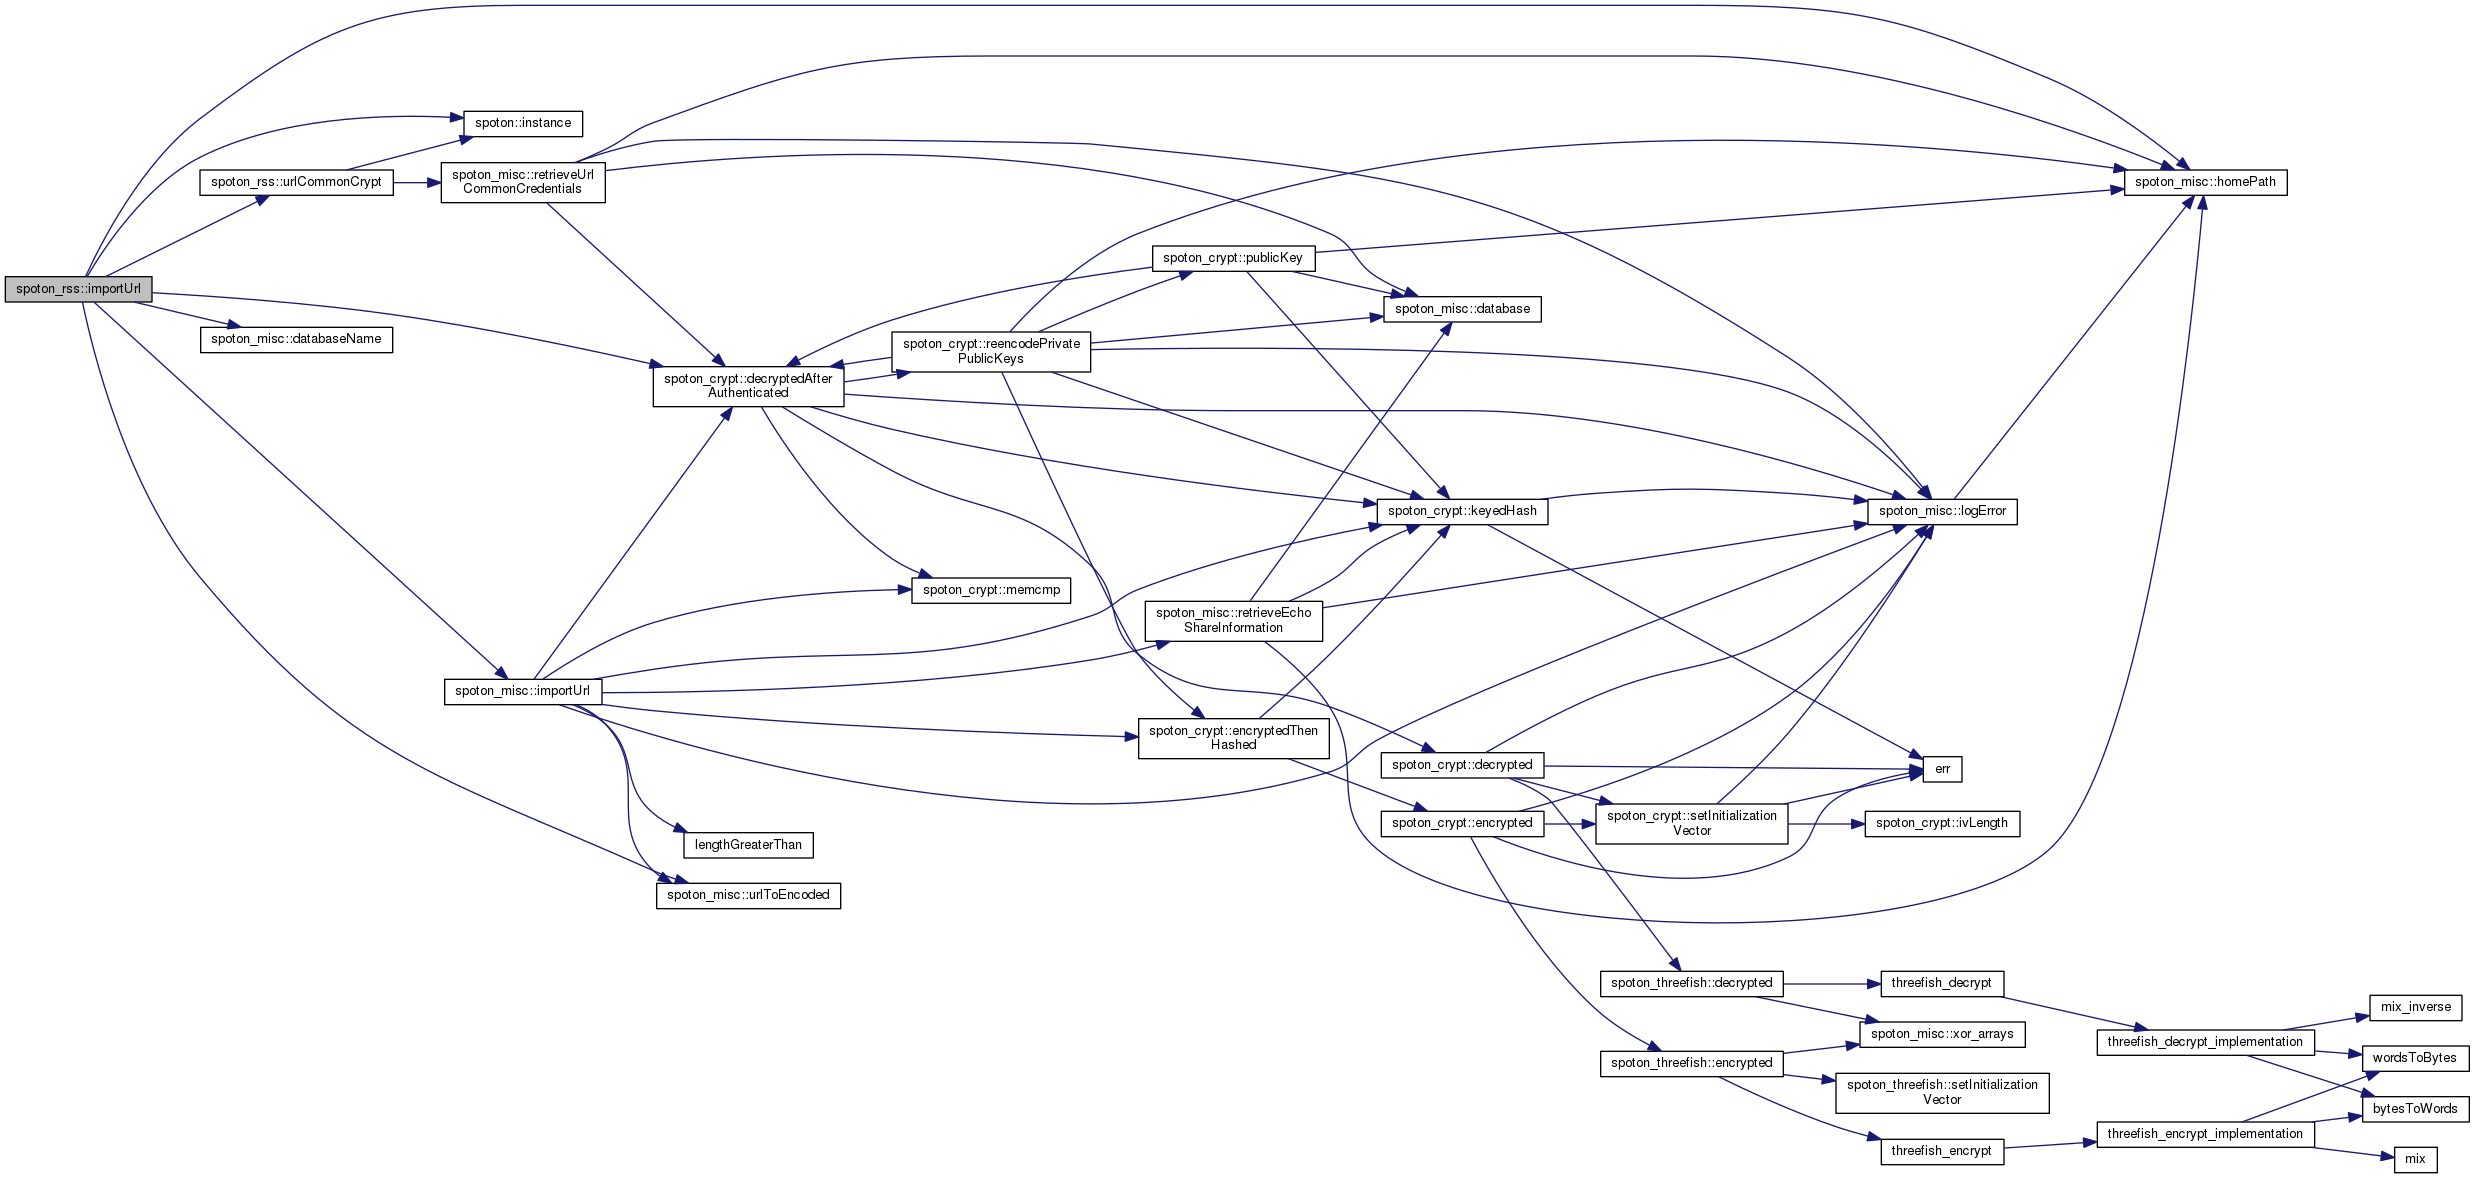 spoton_rss::importUrl
spoton::instance
spoton_rss::urlCommonCrypt
spoton_misc::retrieveUrl
CommonCredentials
spoton_misc::databaseName
spoton_crypt::decryptedAfter
Authenticated
spoton_misc::importUrl
lengthGreaterThan
spoton_misc::urlToEncoded
spoton_crypt::reencodePrivate
PublicKeys
spoton_crypt::memcmp
spoton_crypt::publicKey
spoton_misc::retrieveEcho
ShareInformation
spoton_crypt::encryptedThen
Hashed
spoton_misc::database
spoton_crypt::keyedHash
spoton_crypt::decrypted
spoton_crypt::encrypted
spoton_crypt::setInitialization
Vector
spoton_threefish::decrypted
spoton_threefish::encrypted
spoton_misc::homePath
spoton_misc::logError
err
spoton_crypt::ivLength
threefish_decrypt
spoton_misc::xor_arrays
spoton_threefish::setInitialization
Vector
threefish_encrypt
threefish_decrypt_implementation
threefish_encrypt_implementation
mix_inverse
wordsToBytes
bytesToWords
mix